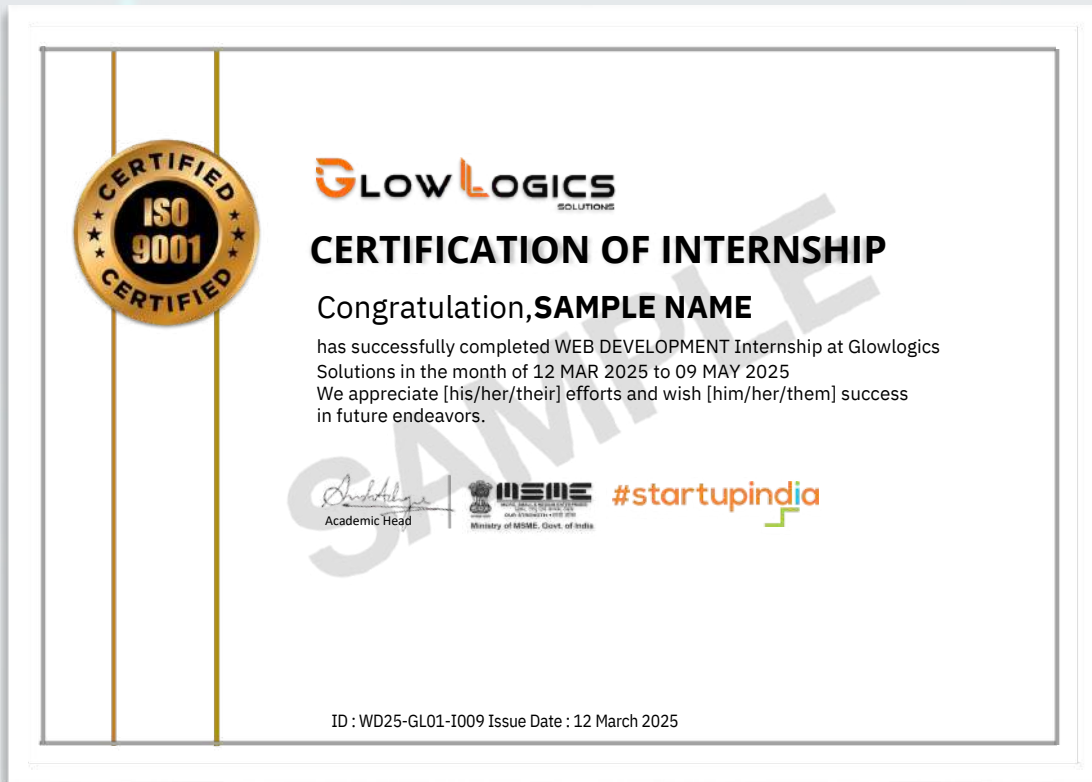 CERTIFIED
ISO
9001
CERTIFIED
GLOW LOGICS
SOLUTIONS
CERTIFICATION OF INTERNSHIP
Congratulation,SAMPLE NAME
has successfully completed WEB DEVELOPMENT Internship at Glowlogics
Solutions in the month of 12 MAR 2025 to 09 MAY 2025
We appreciate [his/her/their] efforts and wish [him/her/them] success
in future endeavors.
SAMPLE
Academic Head
MSME
Ministry of MSME, Govt. of India
#startupindia
ID : WD25-GL01-I009 Issue Date : 12 March 2025